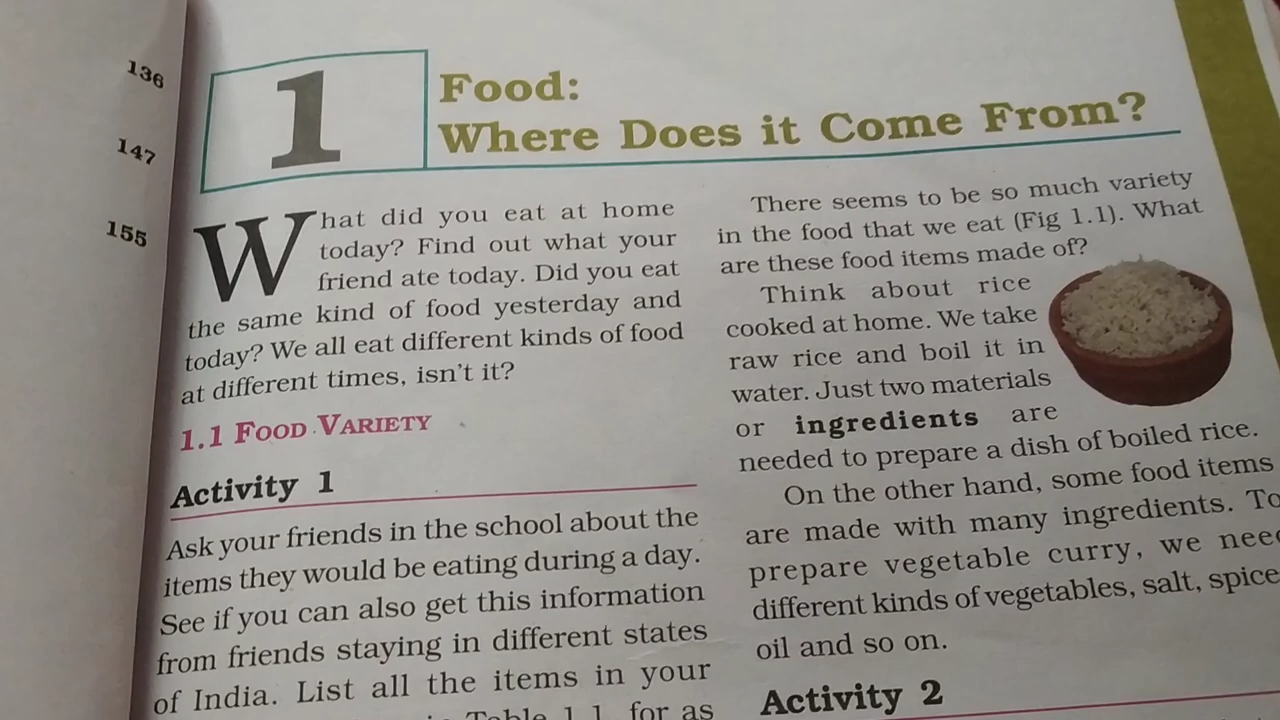 136
147
155
1
Food:
Where Does it Come From?
What did you eat at home
today? Find out what your
friend ate today. Did you eat
the same kind of food yesterday and
today? We all eat different kinds of food
at different times, isn't it?
1.1 FOOD VARIETY
Activity 1
Ask your friends in the school about the
items they would be eating during a day.
See if you can also get this information
from friends staying in different states
of India. List all the items in your
Table 1.1 for as
There seems to be so much variety
in the food that we eat (Fig 1.1). What
are these food items made of?
Think about rice
cooked at home. We take
raw rice and boil it in
water. Just two materials
or ingredients are
needed to prepare a dish of boiled rice.
On the other hand, some food items
are made with many ingredients. To
prepare vegetable curry, we need
different kinds of vegetables, salt, spice
oil and so on.
Activity 2